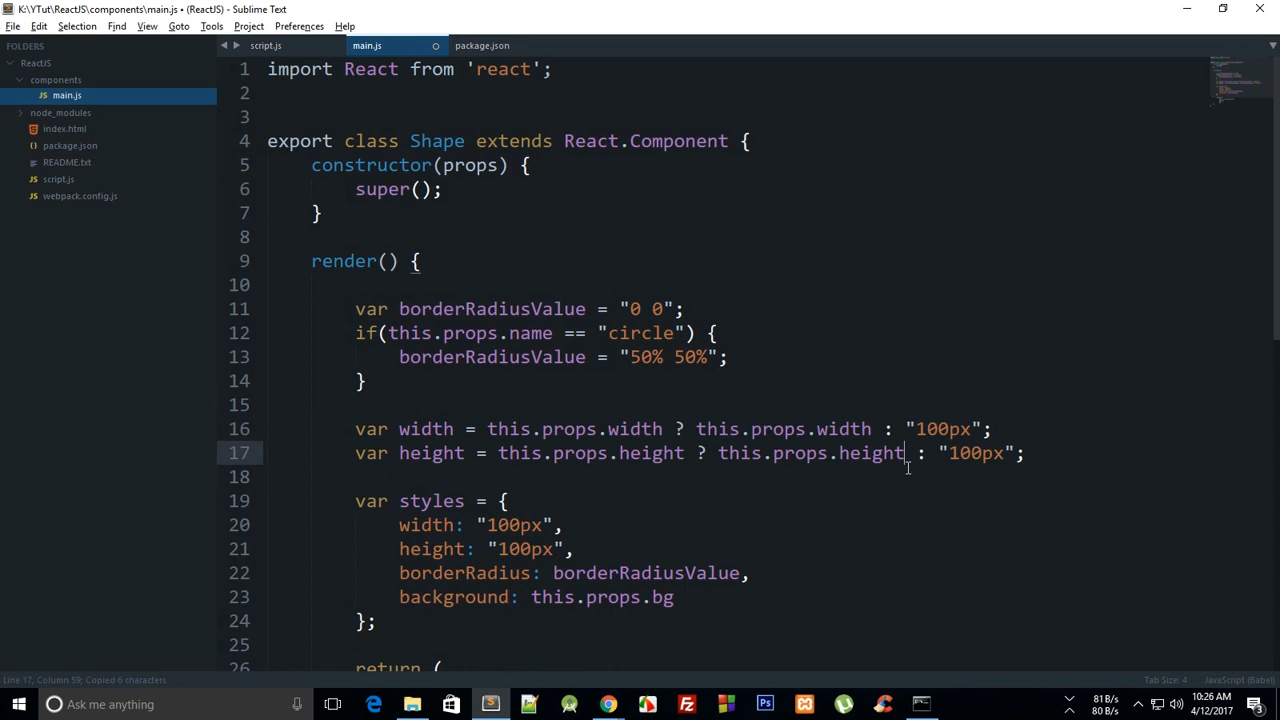 K:\YTut\ReactJS\components\main.js • (ReactJS) - Sublime Text
File Edit Selection Find View Goto Tools Project Preferences Help
FOLDERS
ReactJS
components
main.js
node_modules
index.html
package.json
README.txt
script.js
webpack.config.js
script.js main.js package.json
1 import React from 'react';
2
3
4 export class Shape extends React.Component {
5 constructor(props) {
6 super();
7 }
8
9 render() {
10
11 var borderRadiusValue = "0 0";
12 if(this.props.name == "circle") {
13 borderRadiusValue = "50% 50%";
14 }
15
16 var width = this.props.width ? this.props.width : "100px";
17 var height = this.props.height ? this.props.height : "100px";
18
19 var styles = {
20 width: "100px",
21 height: "100px",
22 borderRadius: borderRadiusValue,
23 background: this.props.bg
24 };
25
26 return (
Line 17, Column 59; Copied 6 characters
Tab Size: 4 JavaScript (Babel)
Ask me anything
81 B/s
80 B/s
10:26 AM
4/12/2017
3